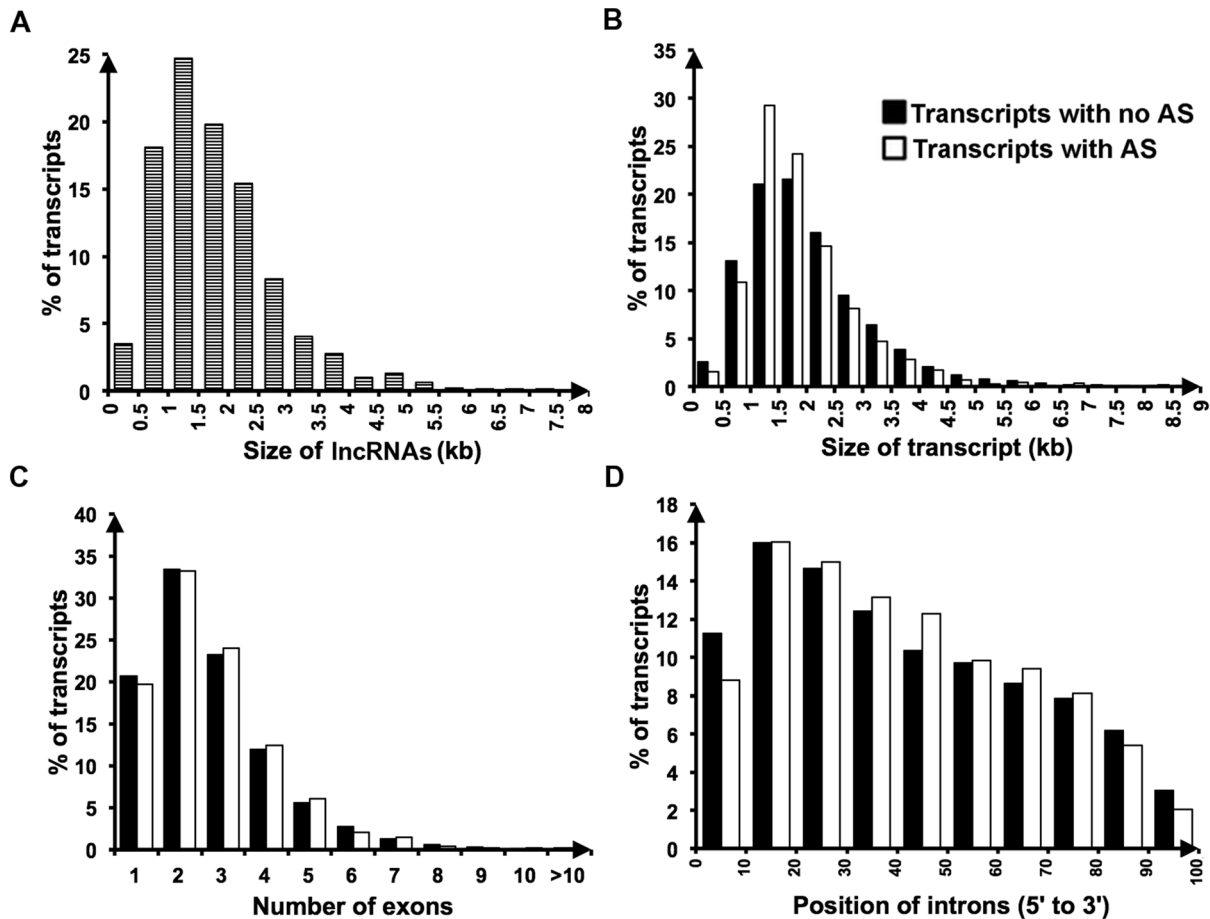 A
% of transcripts
25
20
15
10
5
0
0 0.5 1 1.5 2 2.5 3 3.5 4 4.5 5 5.5 6 6.5 7 7.5 8
Size of lncRNAs (kb)
B
% of transcripts
35
30
25
20
15
10
5
0
Transcripts with no AS
Transcripts with AS
0 0.5 1 1.5 2 2.5 3 3.5 4 4.5 5 5.5 6 6.5 7 7.5 8 8.5 9
Size of transcript (kb)
C
% of transcripts
40
35
30
25
20
15
10
5
0
1 2 3 4 5 6 7 8 9 10 >10
Number of exons
D
% of transcripts
18
16
14
12
10
8
6
4
2
0
0 10 20 30 40 50 60 70 80 90 100
Position of introns (5' to 3')